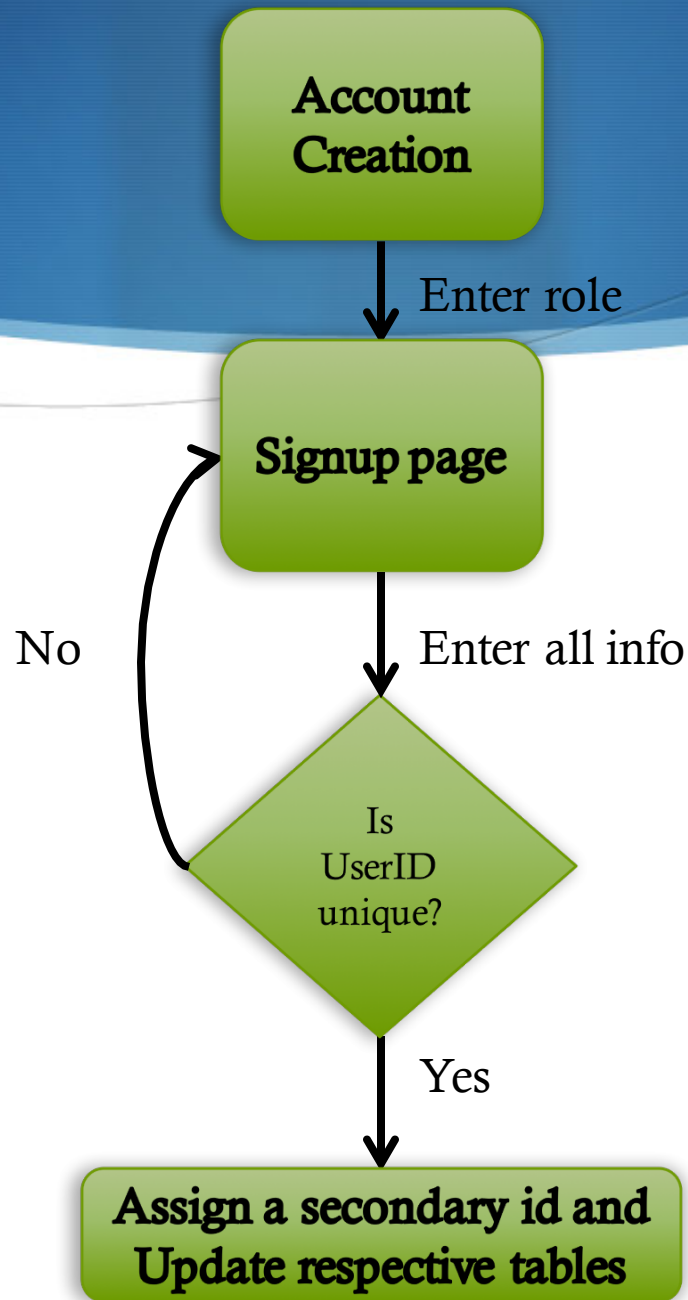 Account
Creation
Enter role
Signup page
No
Enter all info
Is
UserID
unique?
Yes
Assign a secondary id and
Update respective tables